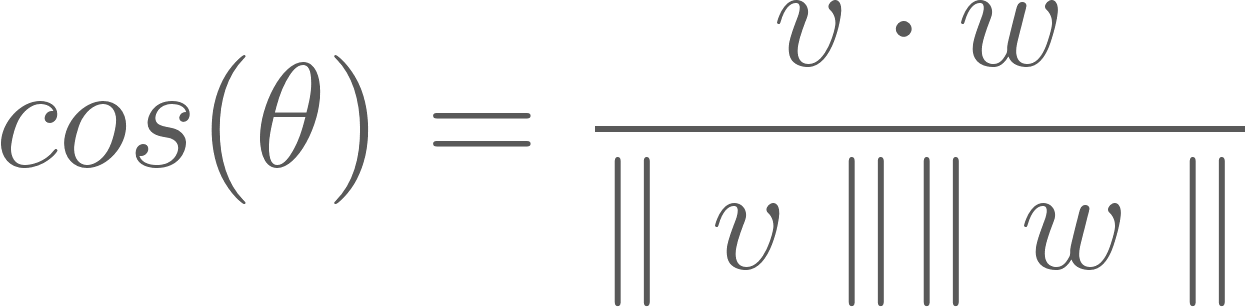 cos(θ) = v · w / ‖ v ‖‖ w ‖